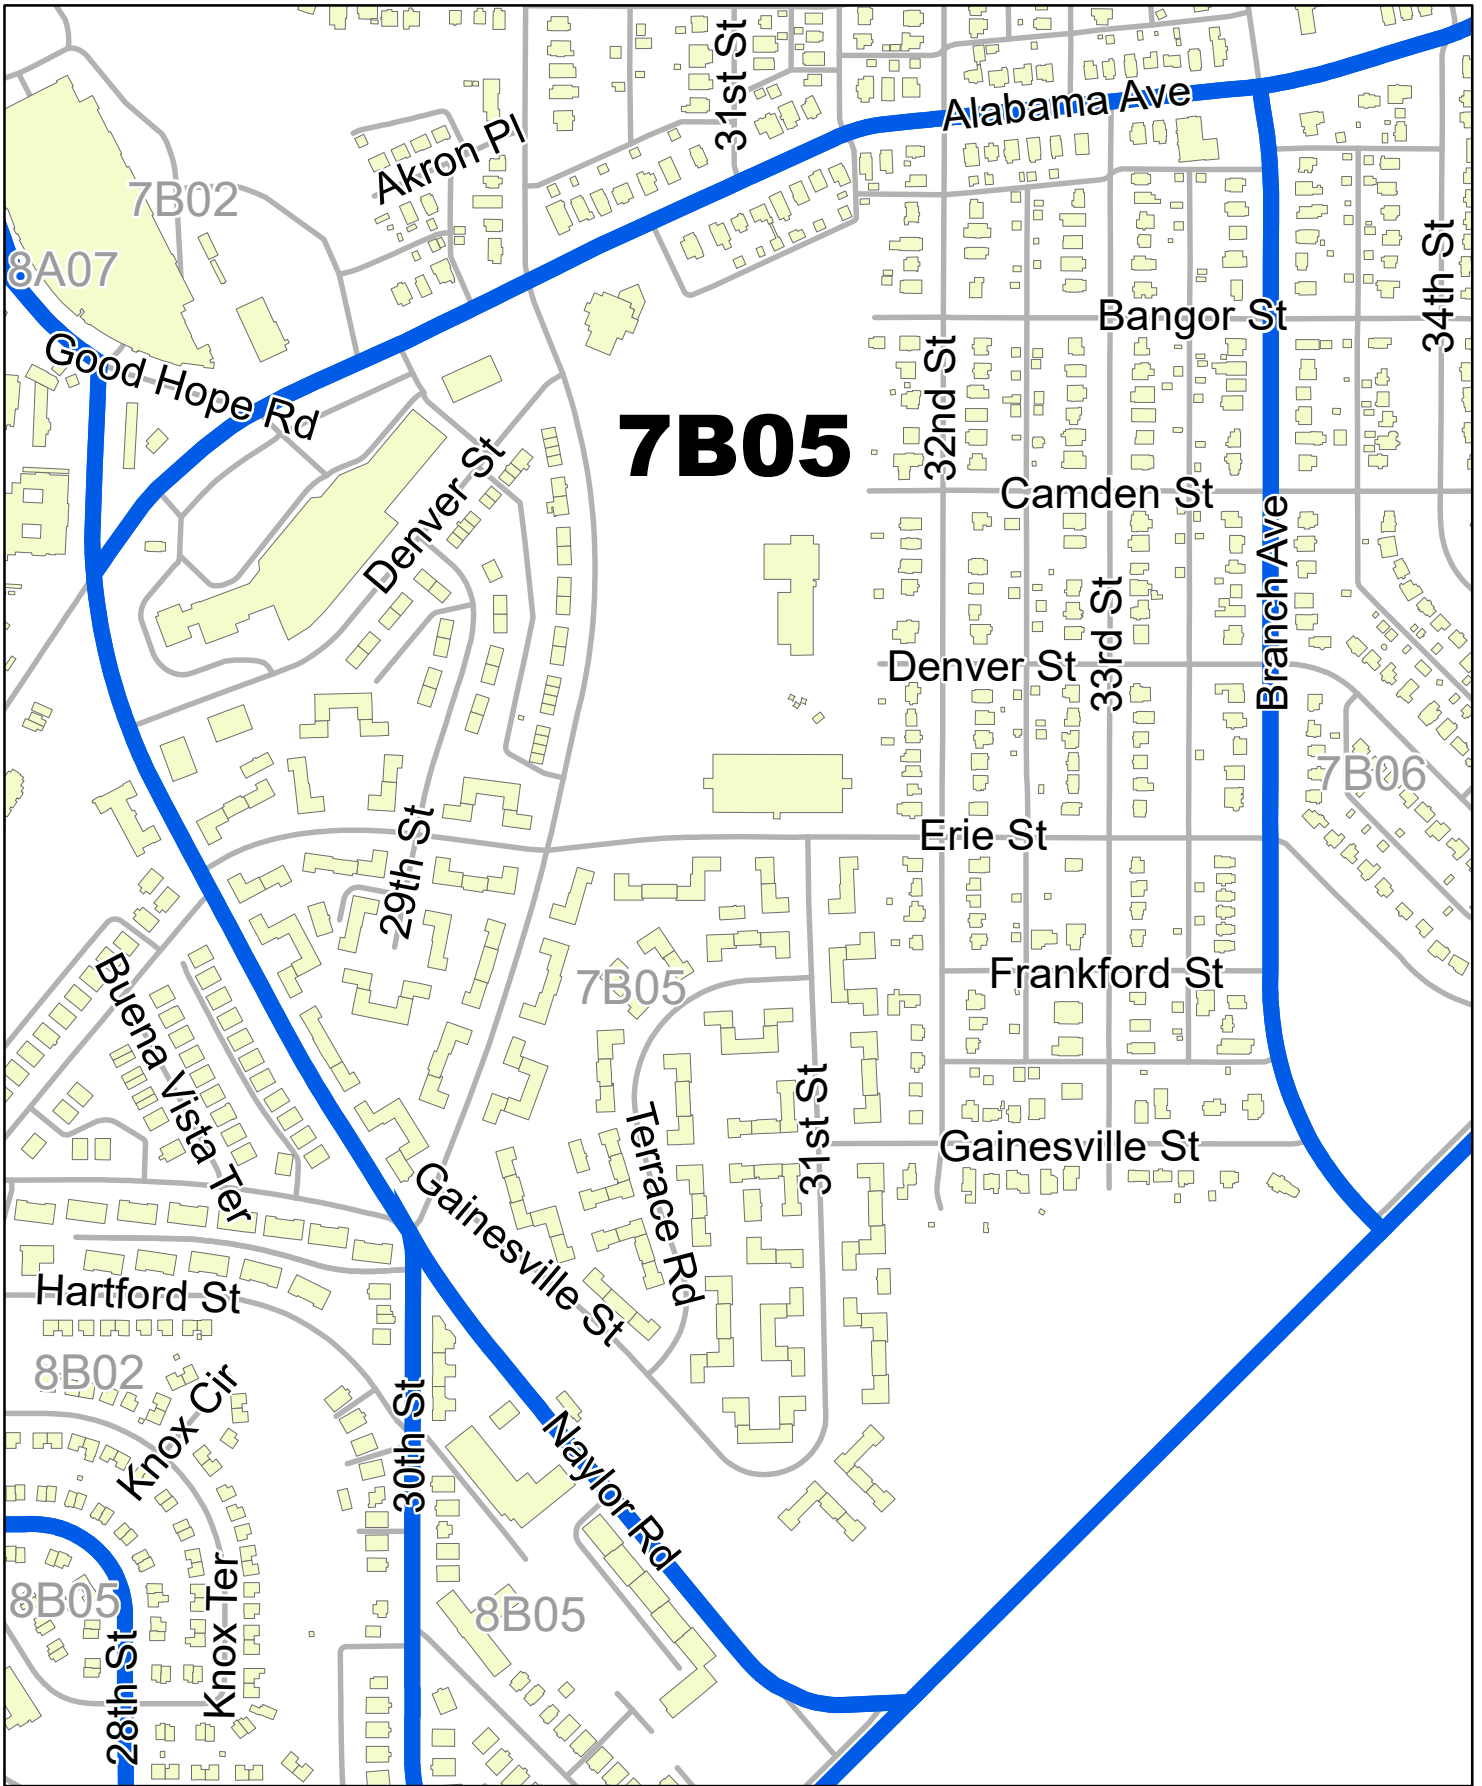 31st St
Alabama Ave
Akron Pl
7B02
8A07
34th St
Bangor St
Good Hope Rd
32nd St
7B05
Denver St
Camden St
Branch Ave
33rd St
Denver St
7B06
29th St
Erie St
Buena Vista Ter
7B05
Frankford St
31st St
Terrace Rd
Gainesville St
Gainesville St
Hartford St
8B02
Knox Cir
30th St
Naylor Rd
8B05
Knox Ter
28th St
8B05